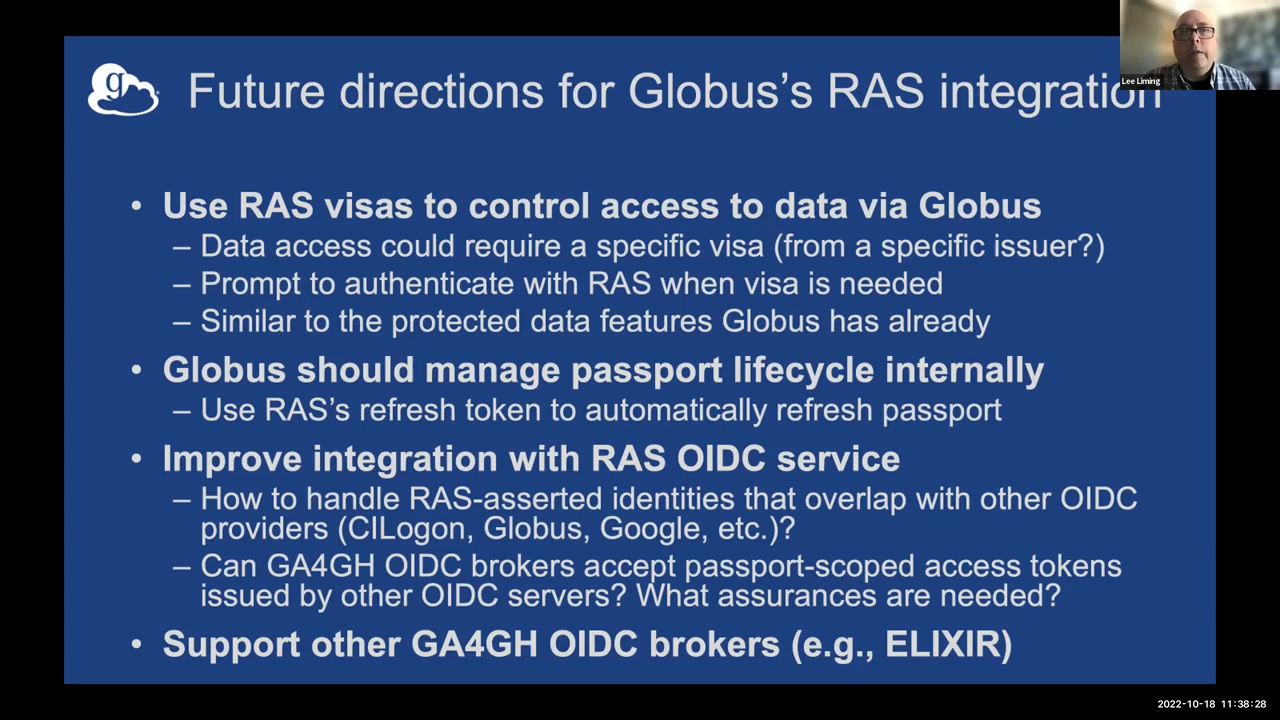 Lee Liming
g
Future directions for Globus's RAS integration
• Use RAS visas to control access to data via Globus
– Data access could require a specific visa (from a specific issuer?)
– Prompt to authenticate with RAS when visa is needed
– Similar to the protected data features Globus has already
• Globus should manage passport lifecycle internally
– Use RAS's refresh token to automatically refresh passport
• Improve integration with RAS OIDC service
– How to handle RAS-asserted identities that overlap with other OIDC
providers (CILogon, Globus, Google, etc.)?
– Can GA4GH OIDC brokers accept passport-scoped access tokens
issued by other OIDC servers? What assurances are needed?
• Support other GA4GH OIDC brokers (e.g., ELIXIR)
2022-10-18 11:38:28